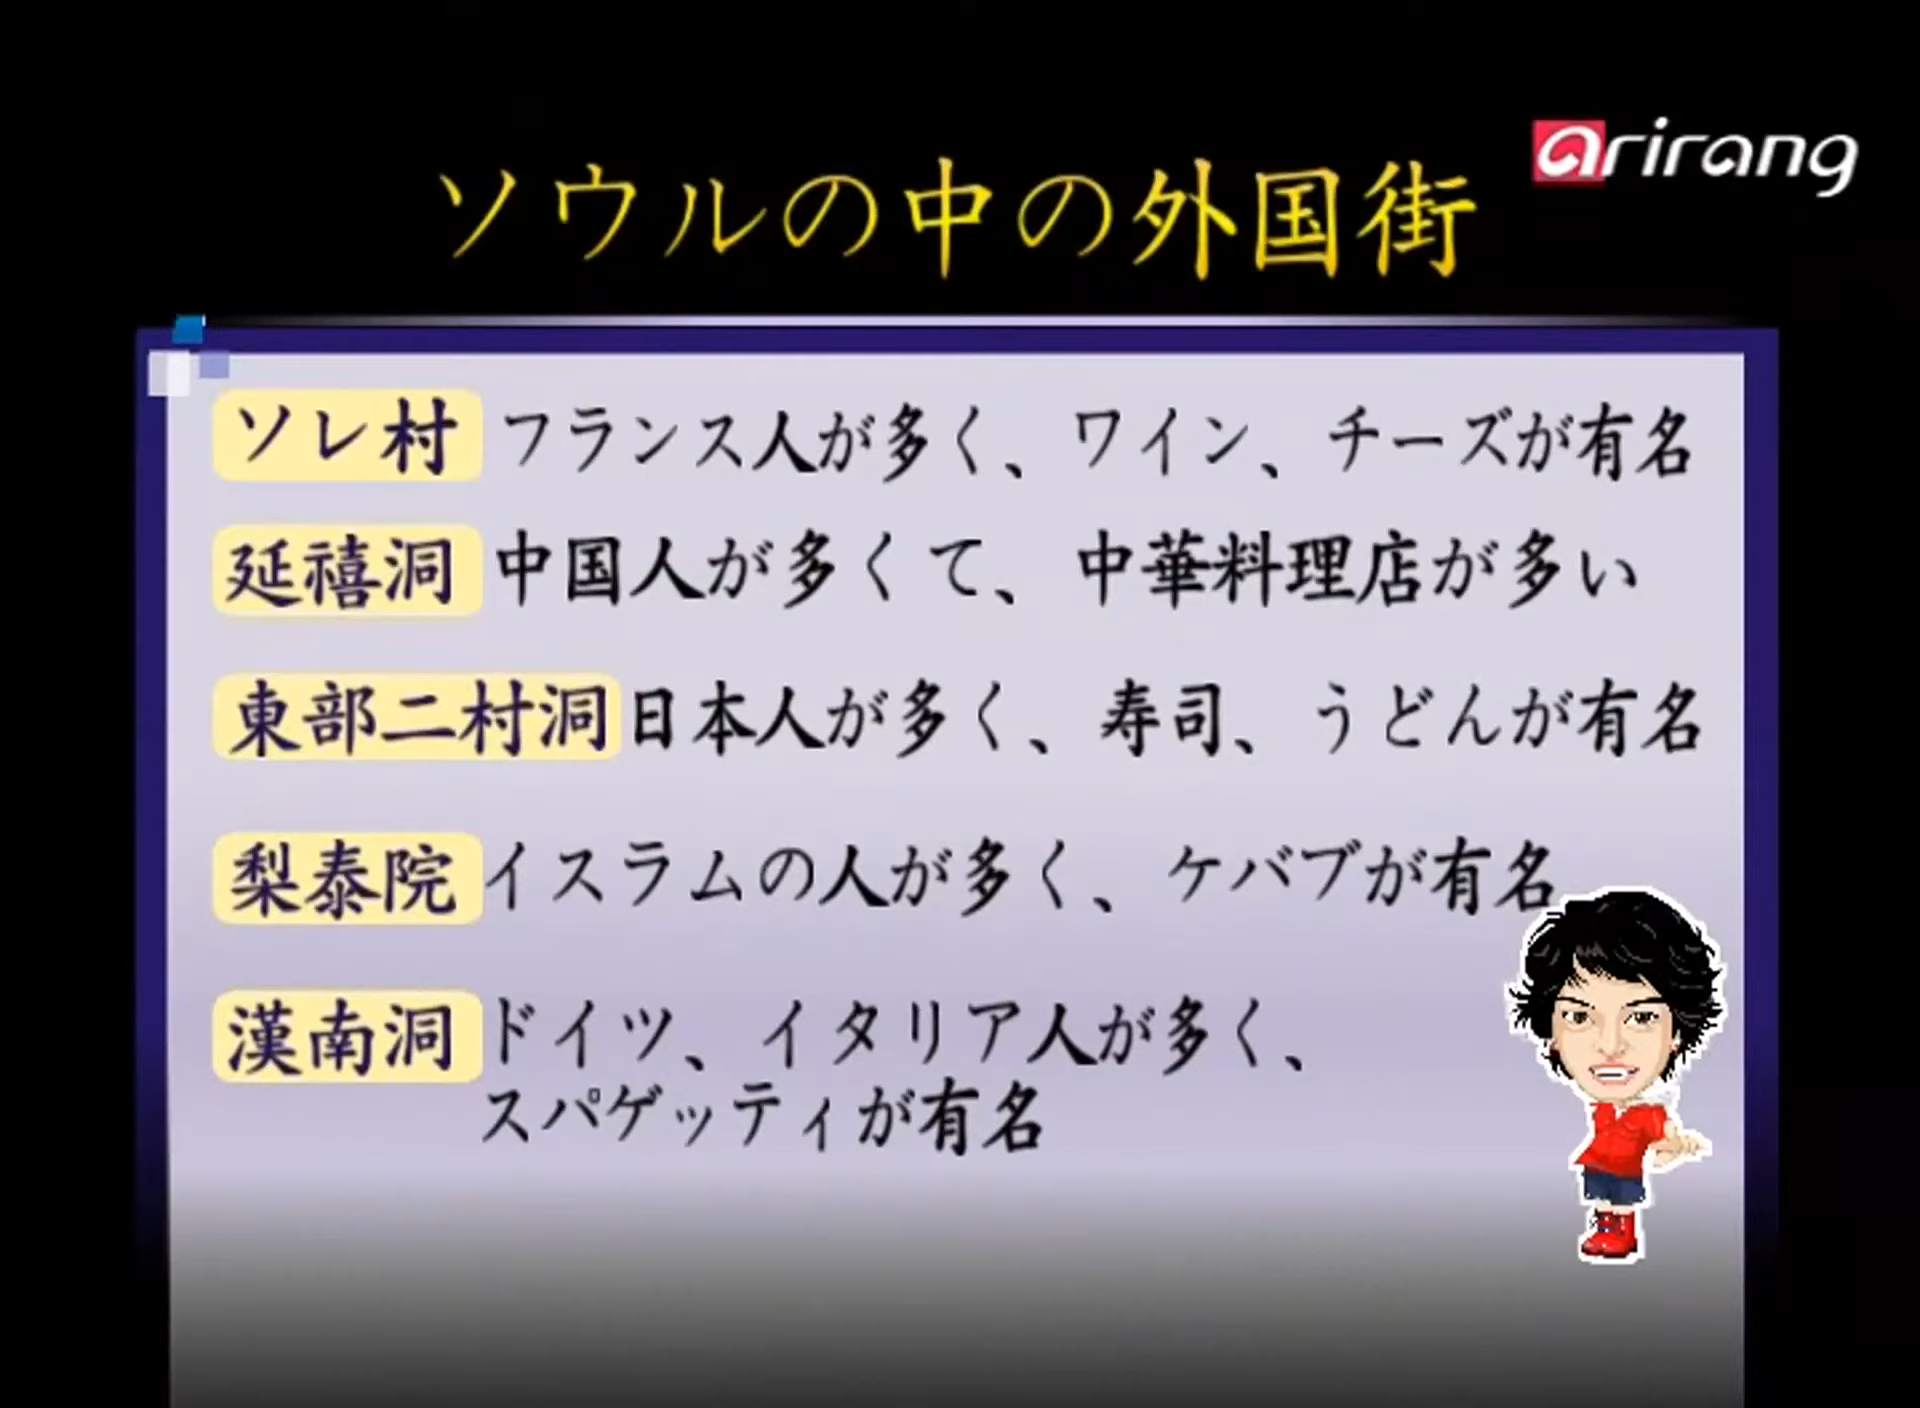 arirang
ソウルの中の外国街
ソレ村 フランス人が多く、ワイン、チーズが有名
延禧洞 中国人が多くて、中華料理店が多い
東部二村洞 日本人が多く、寿司、うどんが有名
梨泰院 イスラムの人が多く、ケバブが有名
漢南洞 ドイツ、イタリア人が多く、
スパゲッティが有名